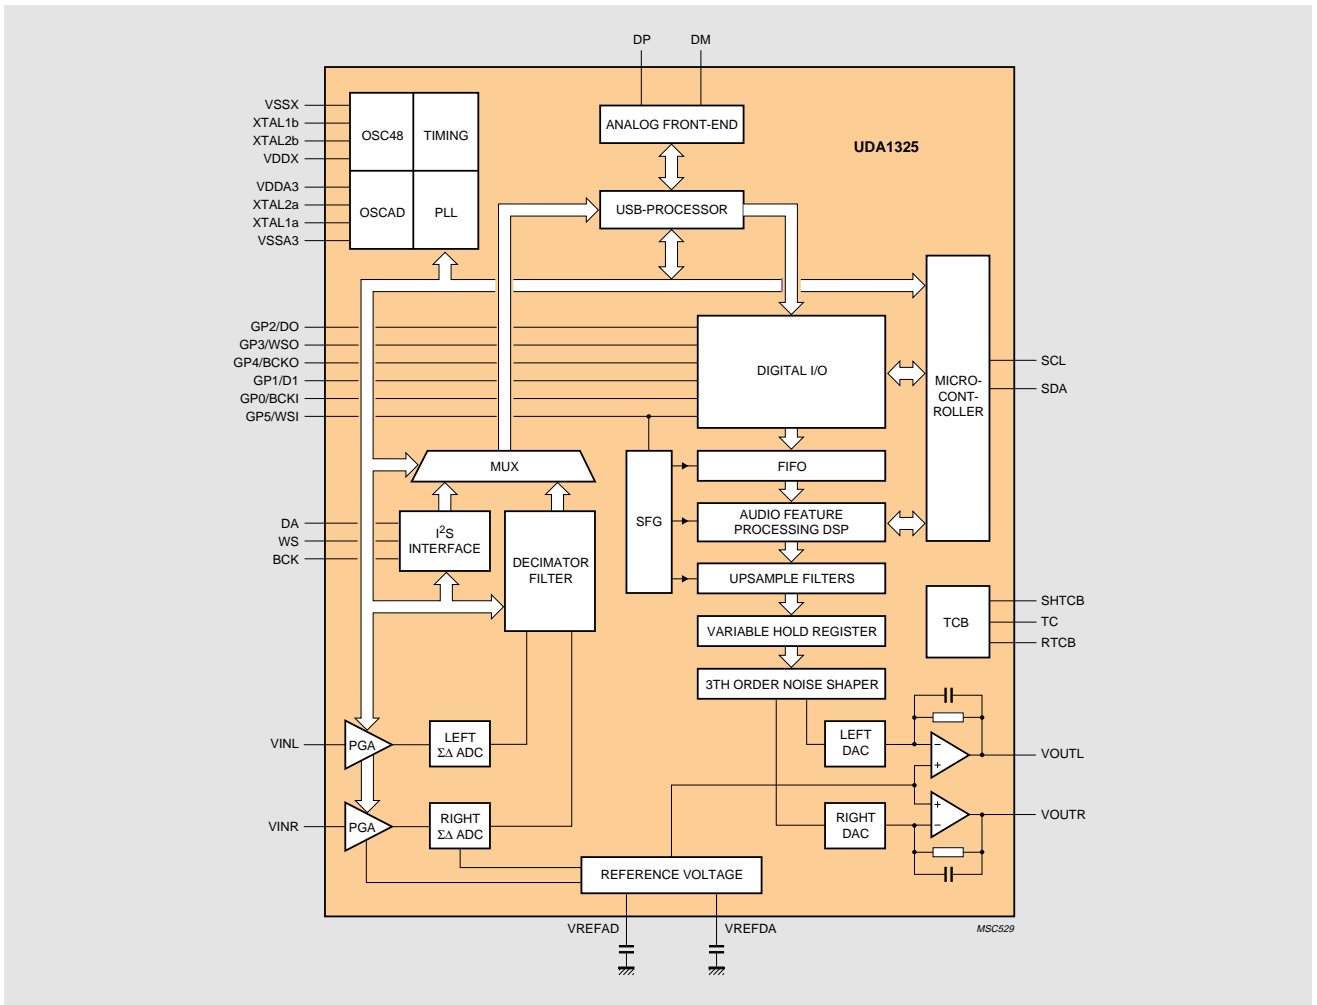 DP
DM
VSSX
XTAL1b
XTAL2b
VDDX
VDDA3
XTAL2a
XTAL1a
VSSA3
OSC48
TIMING
OSCAD
PLL
ANALOG FRONT-END
UDA1325
USB-PROCESSOR
GP2/DO
GP3/WSO
GP4/BCKO
GP1/D1
GP0/BCKI
GP5/WSI
DIGITAL I/O
MICRO-
CONT-
ROLLER
SCL
SDA
MUX
FIFO
DA
WS
BCK
I2S
INTERFACE
DECIMATOR
FILTER
SFG
AUDIO FEATURE
PROCESSING DSP
UPSAMPLE FILTERS
VARIABLE HOLD REGISTER
3TH ORDER NOISE SHAPER
TCB
SHTCB
TC
RTCB
VINL
PGA
LEFT
ΣΔ ADC
LEFT
DAC
−
+
VOUTL
VINR
PGA
RIGHT
ΣΔ ADC
RIGHT
DAC
+
−
VOUTR
REFERENCE VOLTAGE
VREFAD
VREFDA
MSC529